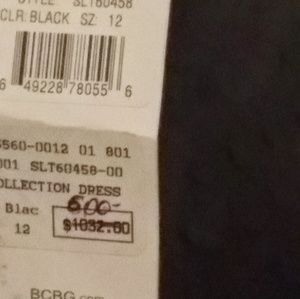 STYLE: SLT60458
CLR: BLACK SZ: 12
6 49228 78055 6
5560-0012 01 801
001 SLT60458-00
OLLECTION DRESS
Blac 600-
12 $1032.00
BCBG